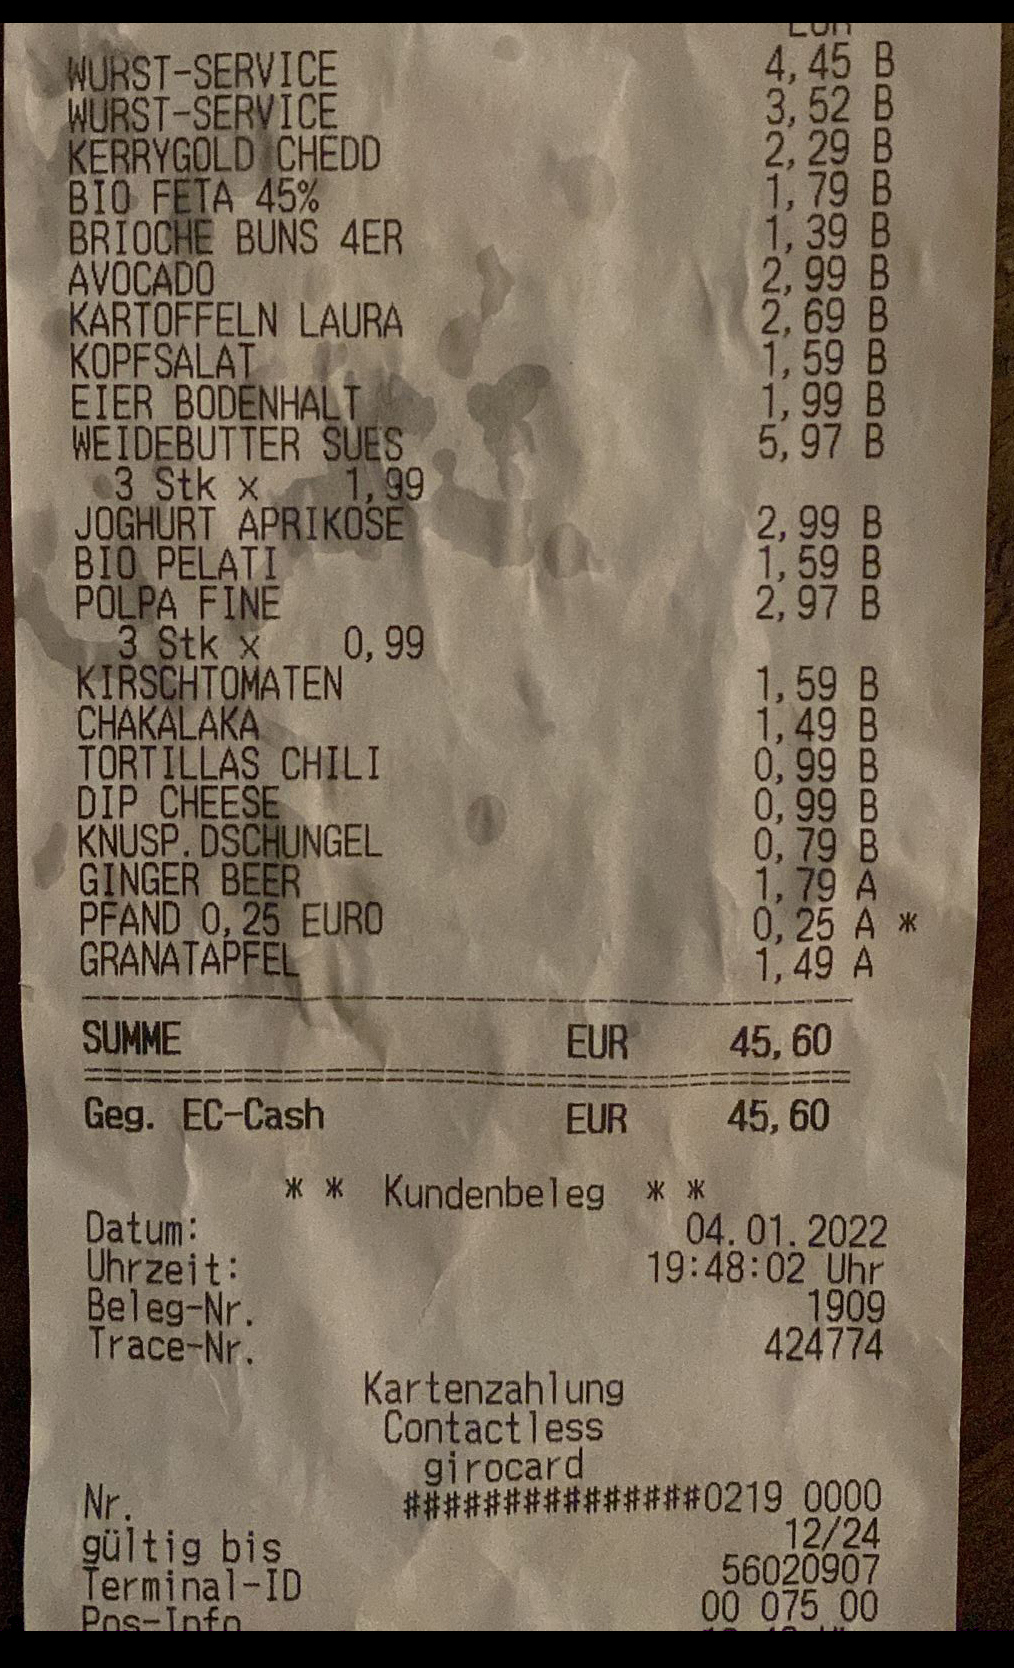 EUR
WURST-SERVICE 4,45 B
WURST-SERVICE 3,52 B
KERRYGOLD CHEDD 2,29 B
BIO FETA 45% 1,79 B
BRIOCHE BUNS 4ER 1,39 B
AVOCADO 2,99 B
KARTOFFELN LAURA 2,69 B
KOPFSALAT 1,59 B
EIER BODENHALT 1,99 B
WEIDEBUTTER SUES 5,97 B
3 Stk x 1,99
JOGHURT APRIKOSE 2,99 B
BIO PELATI 1,59 B
POLPA FINE 2,97 B
3 Stk x 0,99
KIRSCHTOMATEN 1,59 B
CHAKALAKA 1,49 B
TORTILLAS CHILI 0,99 B
DIP CHEESE 0,99 B
KNUSP.DSCHUNGEL 0,79 B
GINGER BEER 1,79 A
PFAND 0,25 EURO 0,25 A *
GRANATAPFEL 1,49 A
SUMME EUR 45,60
Geg. EC-Cash EUR 45,60
* * Kundenbeleg * *
Datum: 04.01.2022
Uhrzeit: 19:48:02 Uhr
Beleg-Nr. 1909
Trace-Nr. 424774
Kartenzahlung
Contactless
girocard
Nr. ###############0219 0000
gültig bis 12/24
Terminal-ID 56020907
Pos-Info 00 075 00